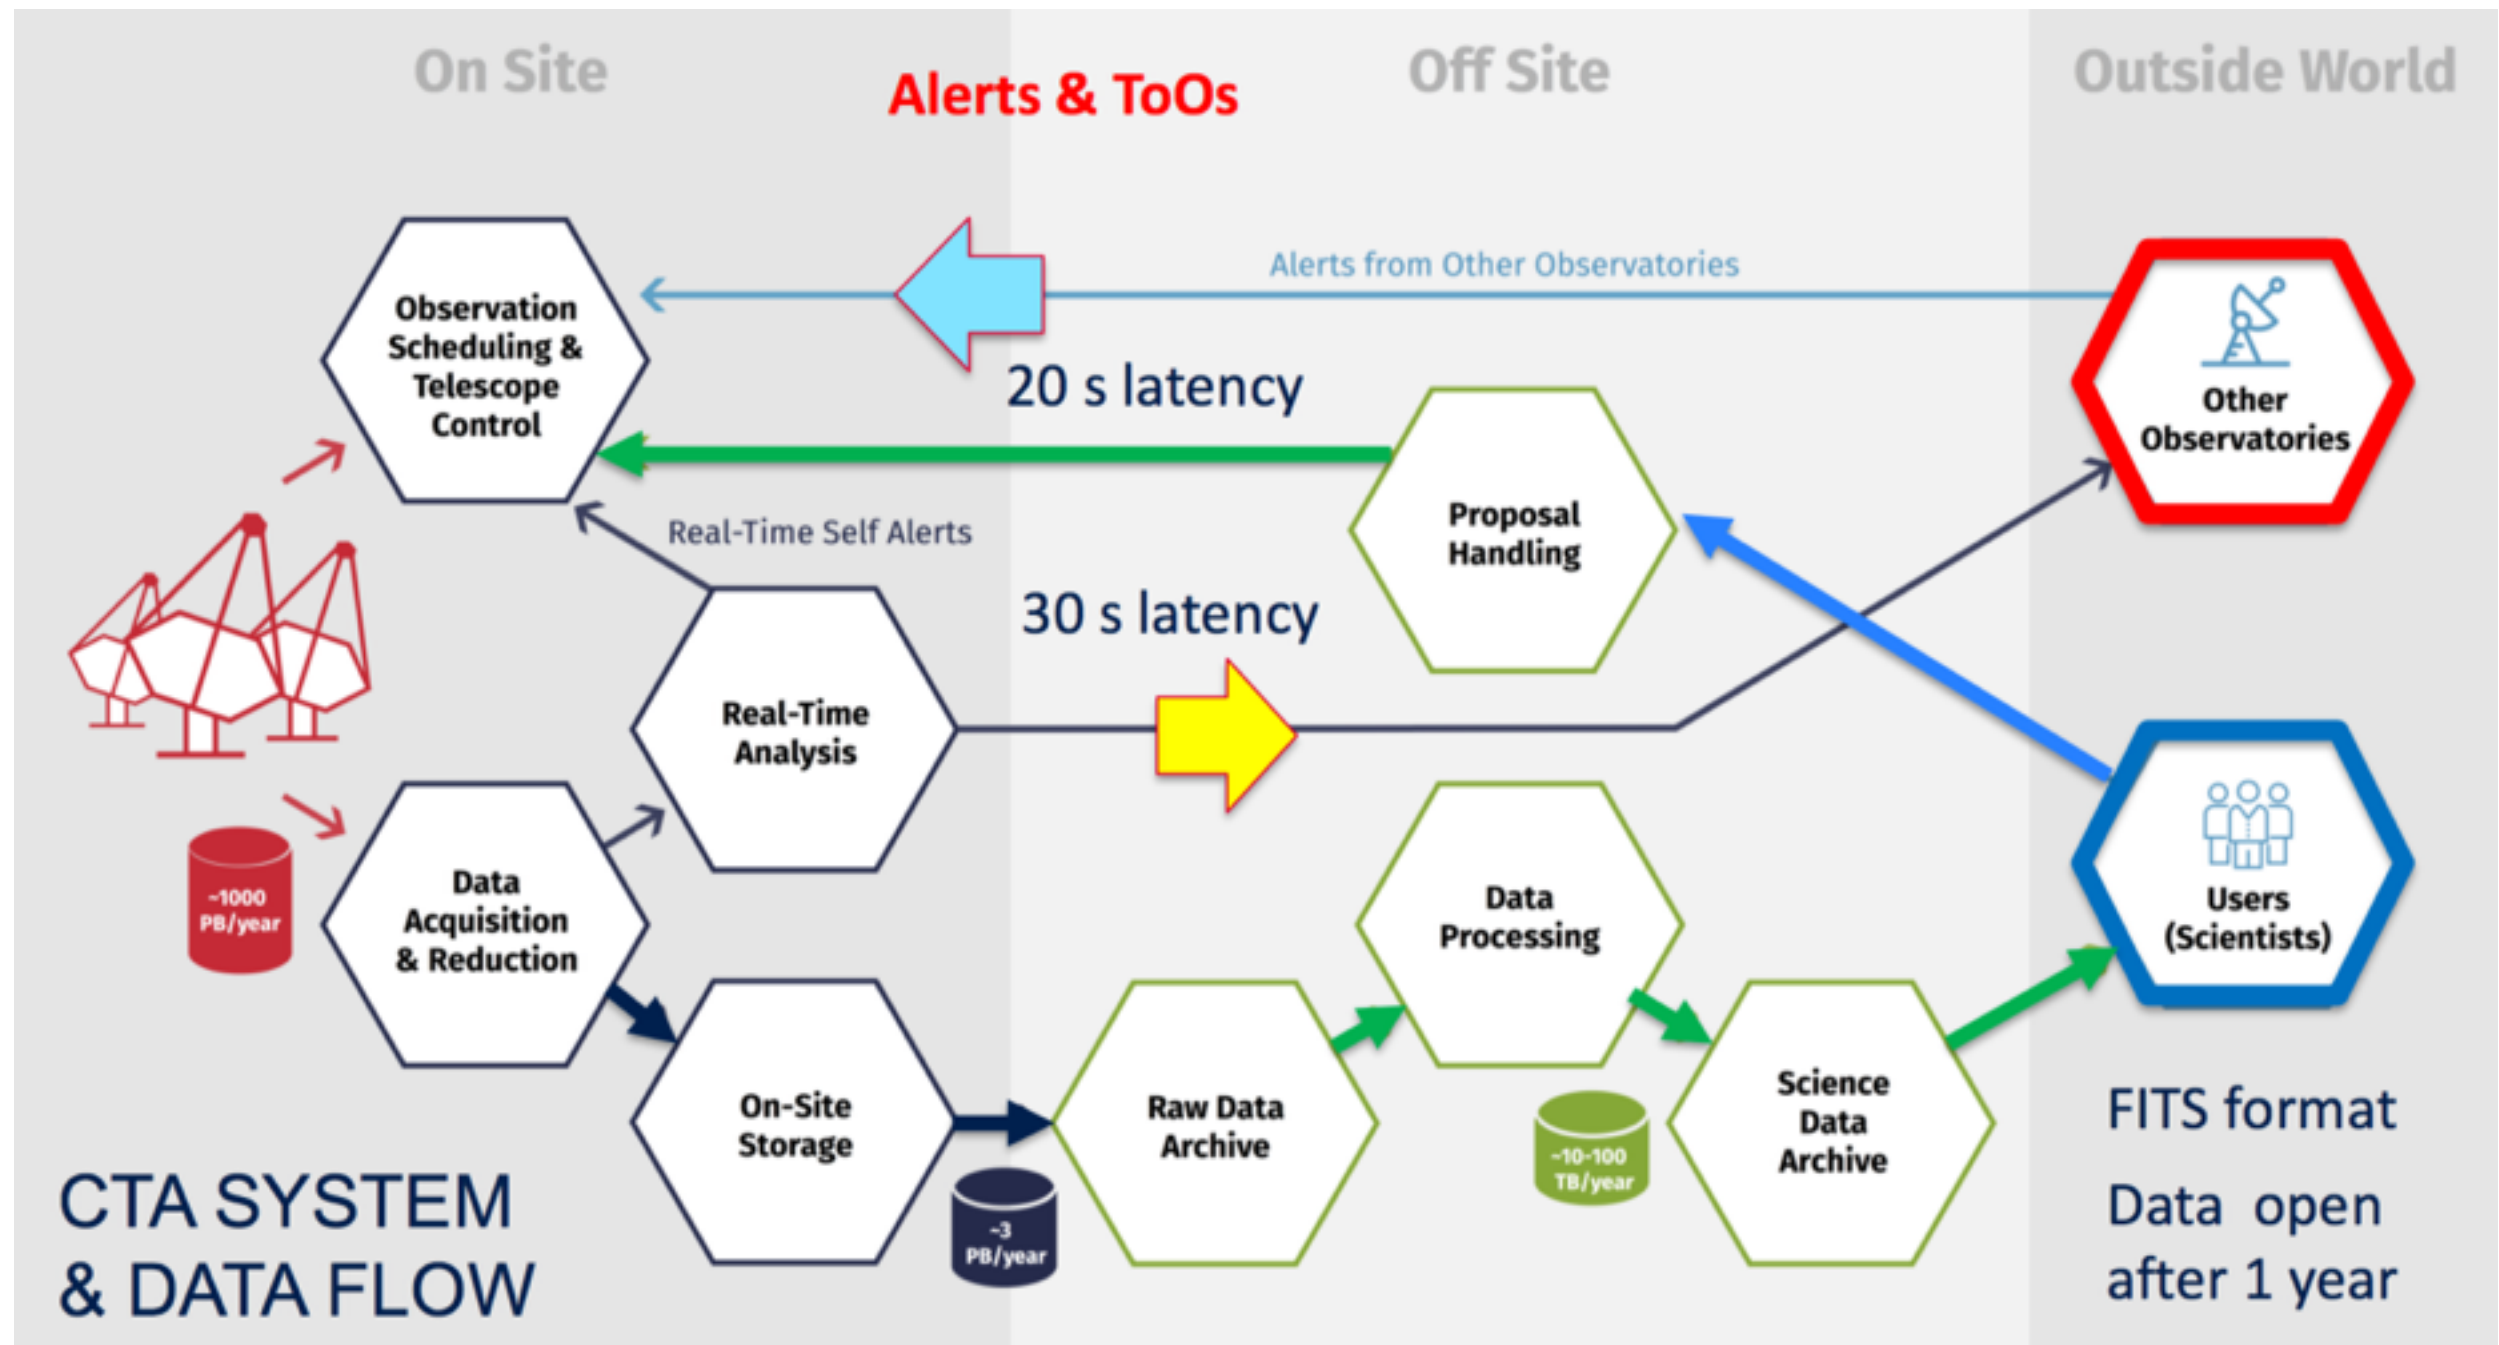 On Site
Alerts & ToOs
Off Site
Outside World
Alerts from Other Observatories
Observation
Scheduling &
Telescope
Control
20 s latency
Other
Observatories
Proposal
Handling
Real-Time Self Alerts
30 s latency
Real-Time
Analysis
Users
(Scientists)
~1000
PB/year
Data
Acquisition
& Reduction
Data
Processing
On-Site
Storage
Raw Data
Archive
Science
Data
Archive
~3
PB/year
~10-100
TB/year
FITS format
Data open
after 1 year
CTA SYSTEM
& DATA FLOW